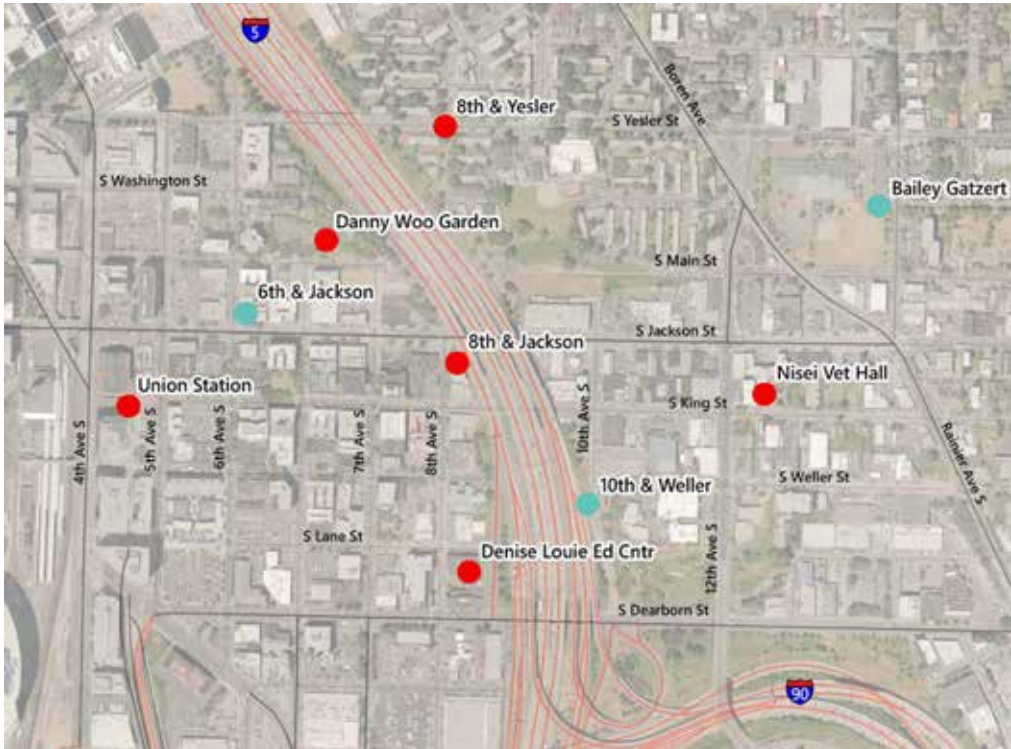 5
8th & Yesler
Boren Ave
S Yesler St
S Washington St
Bailey Gatzert
Danny Woo Garden
S Main St
6th & Jackson
S Jackson St
8th & Jackson
Union Station
Nisei Vet Hall
S King St
4th Ave S
5th Ave S
6th Ave S
7th Ave S
8th Ave S
10th Ave S
Rainier Ave S
S Weller St
10th & Weller
S Lane St
Denise Louie Ed Cntr
12th Ave S
S Dearborn St
90